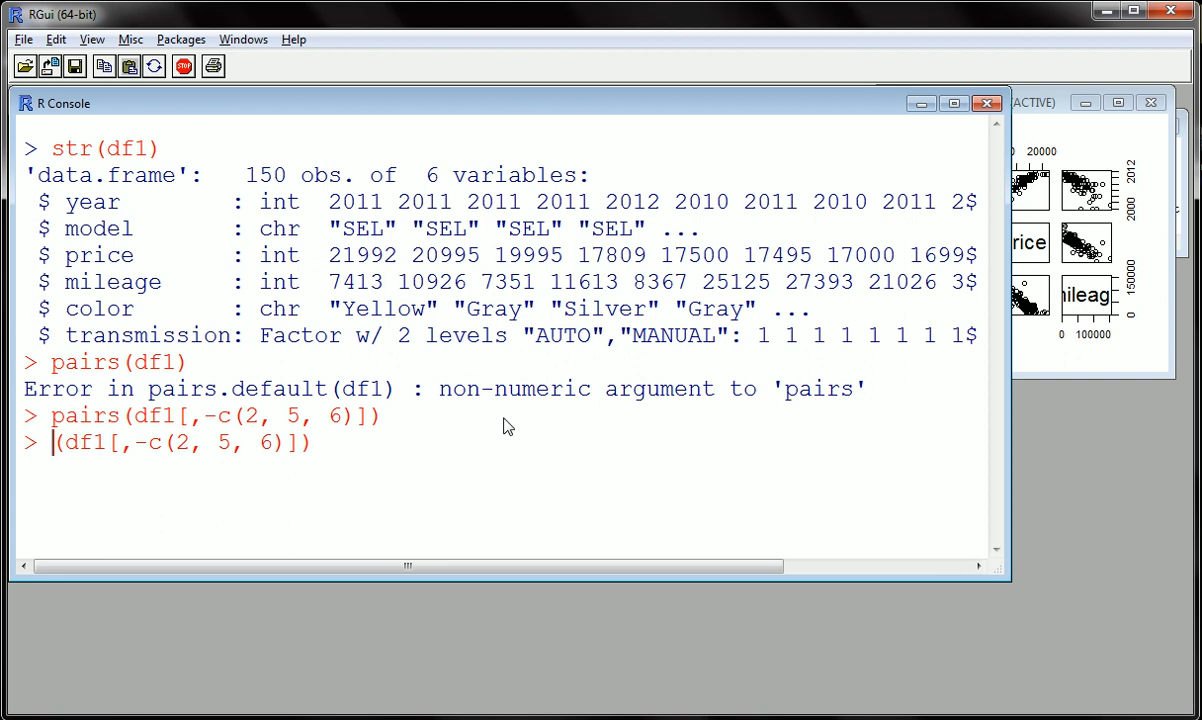 RGui (64-bit)
File Edit View Misc Packages Windows Help
STOP
R Console
(ACTIVE)
> str(df1)
'data.frame': 150 obs. of 6 variables:
$ year : int 2011 2011 2011 2011 2012 2010 2011 2010 2011 2$
$ model : chr "SEL" "SEL" "SEL" "SEL" ...
$ price : int 21992 20995 19995 17809 17500 17495 17000 1699$
$ mileage : int 7413 10926 7351 11613 8367 25125 27393 21026 3$
$ color : chr "Yellow" "Gray" "Silver" "Gray" ...
$ transmission: Factor w/ 2 levels "AUTO","MANUAL": 1 1 1 1 1 1 1 1$
> pairs(df1)
Error in pairs.default(df1) : non-numeric argument to 'pairs'
> pairs(df1[,-c(2, 5, 6)])
> (df1[,-c(2, 5, 6)])
20000
2012
2000
rice
mileag
150000
0
0 100000